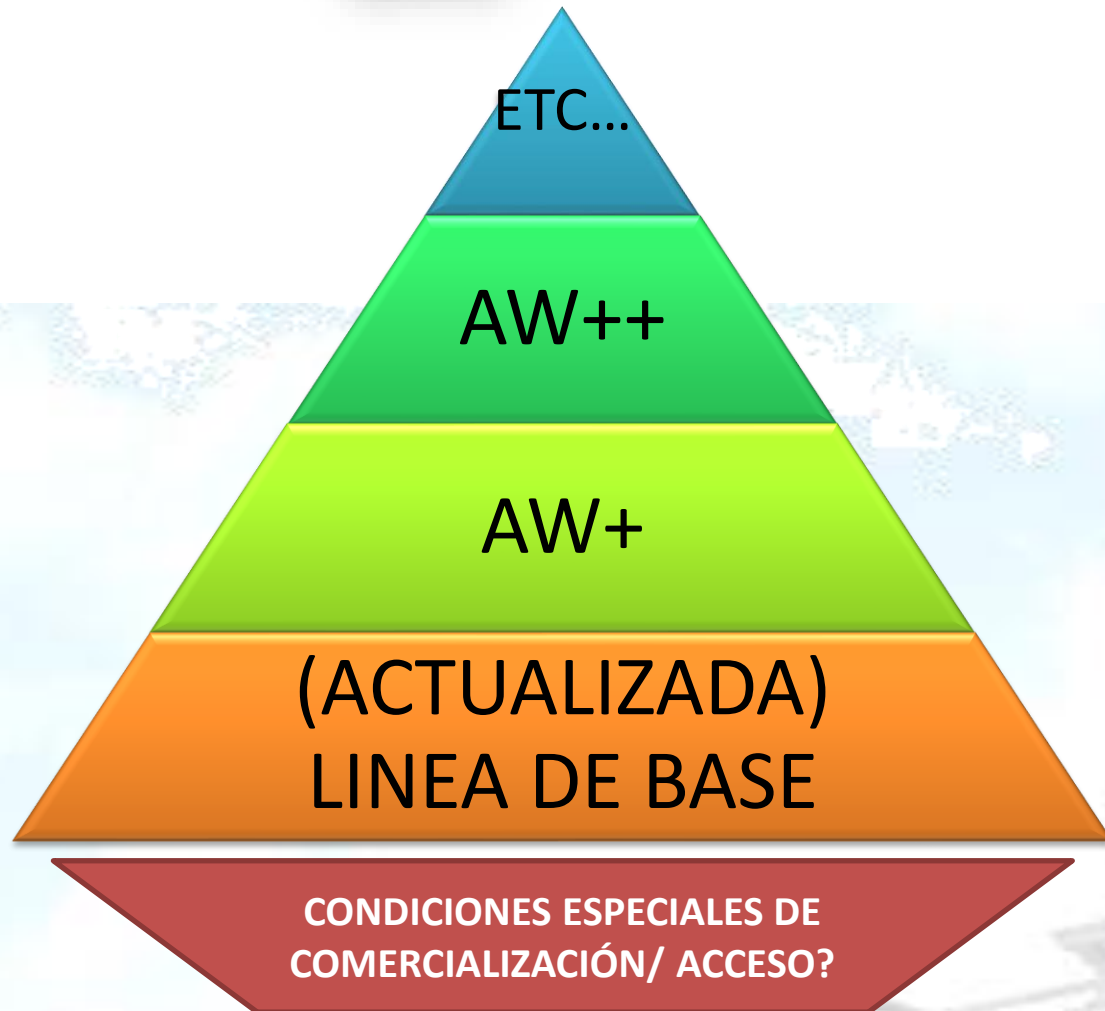 ETC...
AW++
AW+
(ACTUALIZADA)
LINEA DE BASE
CONDICIONES ESPECIALES DE
COMERCIALIZACIÓN/ ACCESO?